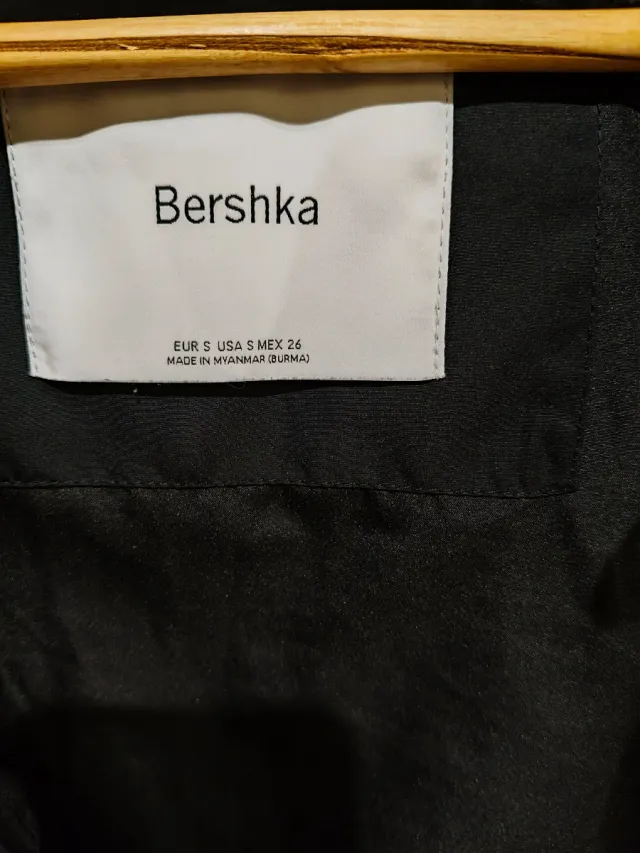 Bershka
EUR S USA S MEX 26
MADE IN MYANMAR (BURMA)